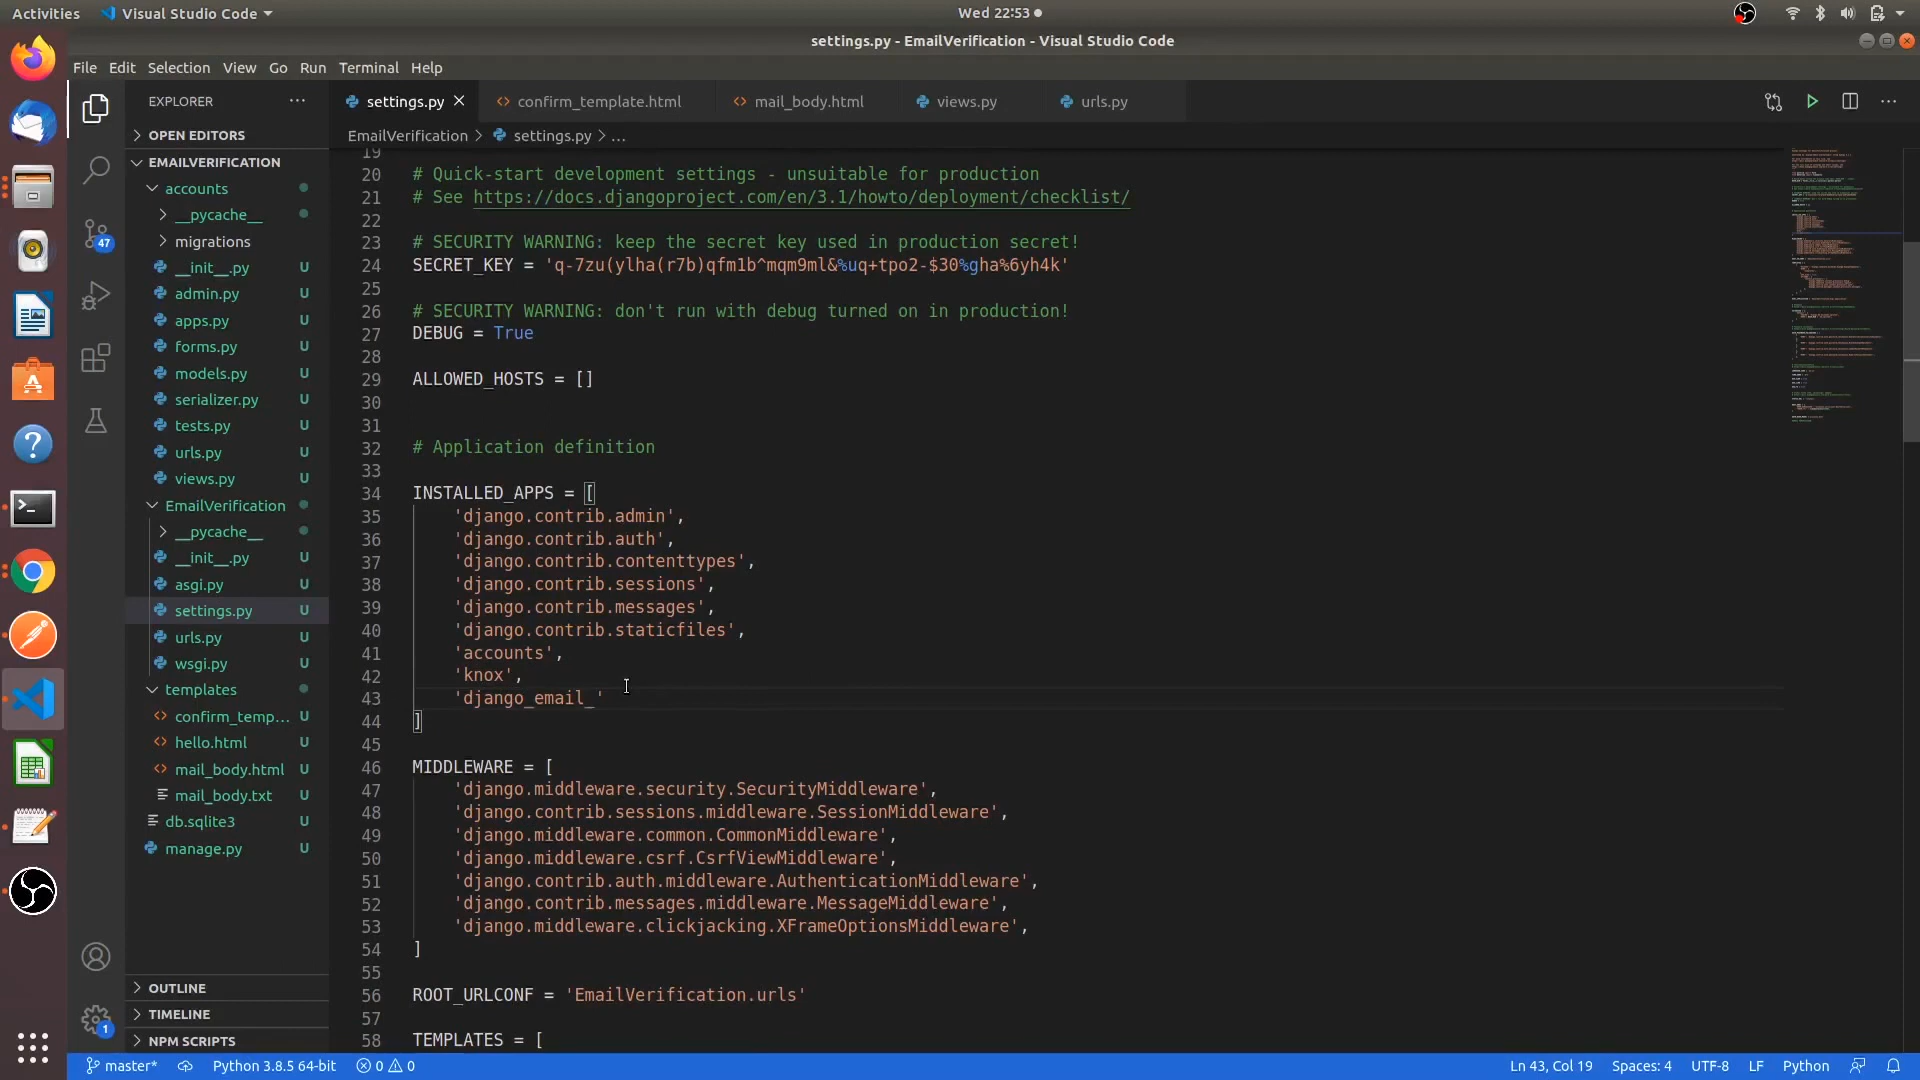 Activities
Visual Studio Code
Wed 22:53
settings.py - EmailVerification - Visual Studio Code
File Edit Selection View Go Run Terminal Help
EXPLORER
settings.py
confirm_template.html
mail_body.html
views.py
urls.py
OPEN EDITORS
EmailVerification > settings.py > ...
EMAILVERIFICATION
accounts
__pycache__
migrations
__init__.py U
admin.py U
apps.py U
forms.py U
models.py U
serializer.py U
tests.py U
urls.py U
views.py U
EmailVerification
__pycache__
__init__.py U
asgi.py U
settings.py U
urls.py U
wsgi.py U
templates
confirm_temp... U
hello.html U
mail_body.html U
mail_body.txt U
db.sqlite3 U
manage.py U
OUTLINE
TIMELINE
NPM SCRIPTS
47
1
19
20 # Quick-start development settings - unsuitable for production
21 # See https://docs.djangoproject.com/en/3.1/howto/deployment/checklist/
22
23 # SECURITY WARNING: keep the secret key used in production secret!
24 SECRET_KEY = 'q-7zu(ylha(r7b)qfm1b^mqm9ml&%uq+tpo2-$30%gha%6yh4k'
25
26 # SECURITY WARNING: don't run with debug turned on in production!
27 DEBUG = True
28
29 ALLOWED_HOSTS = []
30
31
32 # Application definition
33
34 INSTALLED_APPS = [
35 'django.contrib.admin',
36 'django.contrib.auth',
37 'django.contrib.contenttypes',
38 'django.contrib.sessions',
39 'django.contrib.messages',
40 'django.contrib.staticfiles',
41 'accounts',
42 'knox',
43 'django_email_'
44 ]
45
46 MIDDLEWARE = [
47 'django.middleware.security.SecurityMiddleware',
48 'django.contrib.sessions.middleware.SessionMiddleware',
49 'django.middleware.common.CommonMiddleware',
50 'django.middleware.csrf.CsrfViewMiddleware',
51 'django.contrib.auth.middleware.AuthenticationMiddleware',
52 'django.contrib.messages.middleware.MessageMiddleware',
53 'django.middleware.clickjacking.XFrameOptionsMiddleware',
54 ]
55
56 ROOT_URLCONF = 'EmailVerification.urls'
57
58 TEMPLATES = [
master* Python 3.8.5 64-bit 0 0 Ln 43, Col 19 Spaces: 4 UTF-8 LF Python